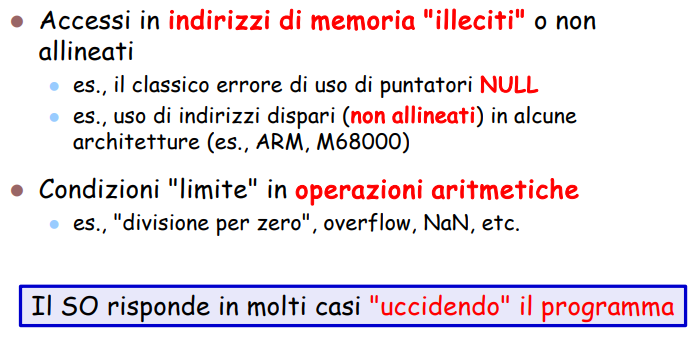 Accessi in indirizzi di memoria "illeciti" o non
allineati
es., il classico errore di uso di puntatori NULL
es., uso di indirizzi dispari (non allineati) in alcune
architetture (es., ARM, M68000)
Condizioni "limite" in operazioni aritmetiche
es., "divisione per zero", overflow, NaN, etc.
Il SO risponde in molti casi "uccidendo" il programma